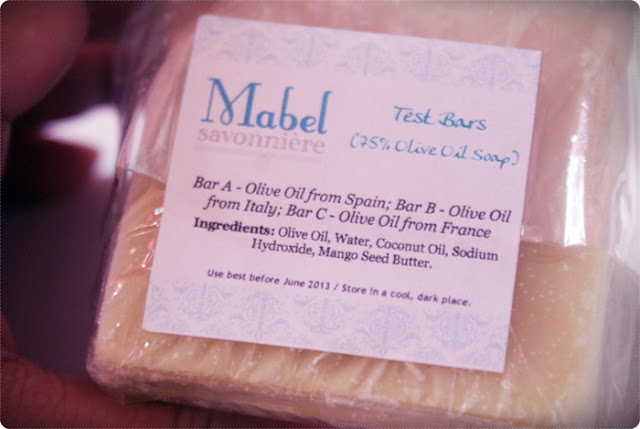 Mabel
savonnière
Test Bars
(75% Olive Oil Soap)
Bar A - Olive Oil from Spain; Bar B - Olive Oil
from Italy; Bar C - Olive Oil from France
Ingredients: Olive Oil, Water, Coconut Oil, Sodium
Hydroxide, Mango Seed Butter.
Use best before June 2013 / Store in a cool, dark place.